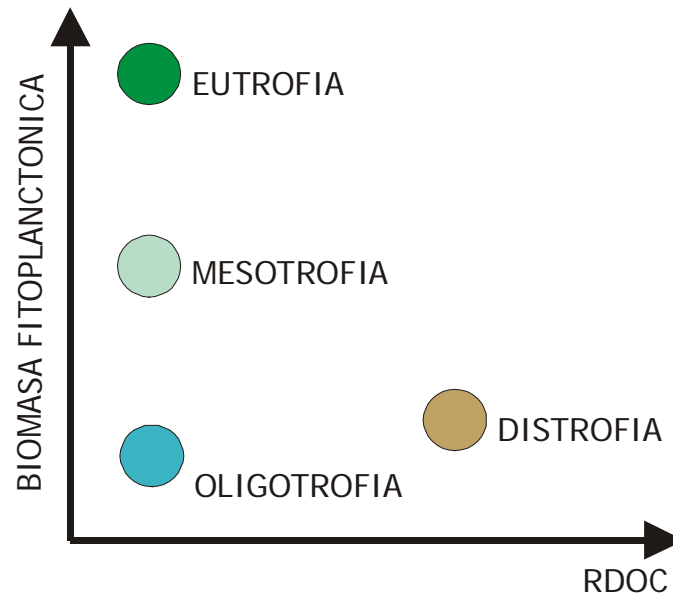 BIOMASA FITOPLANCTONICA
EUTROFIA
MESOTROFIA
DISTROFIA
OLIGOTROFIA
RDOC